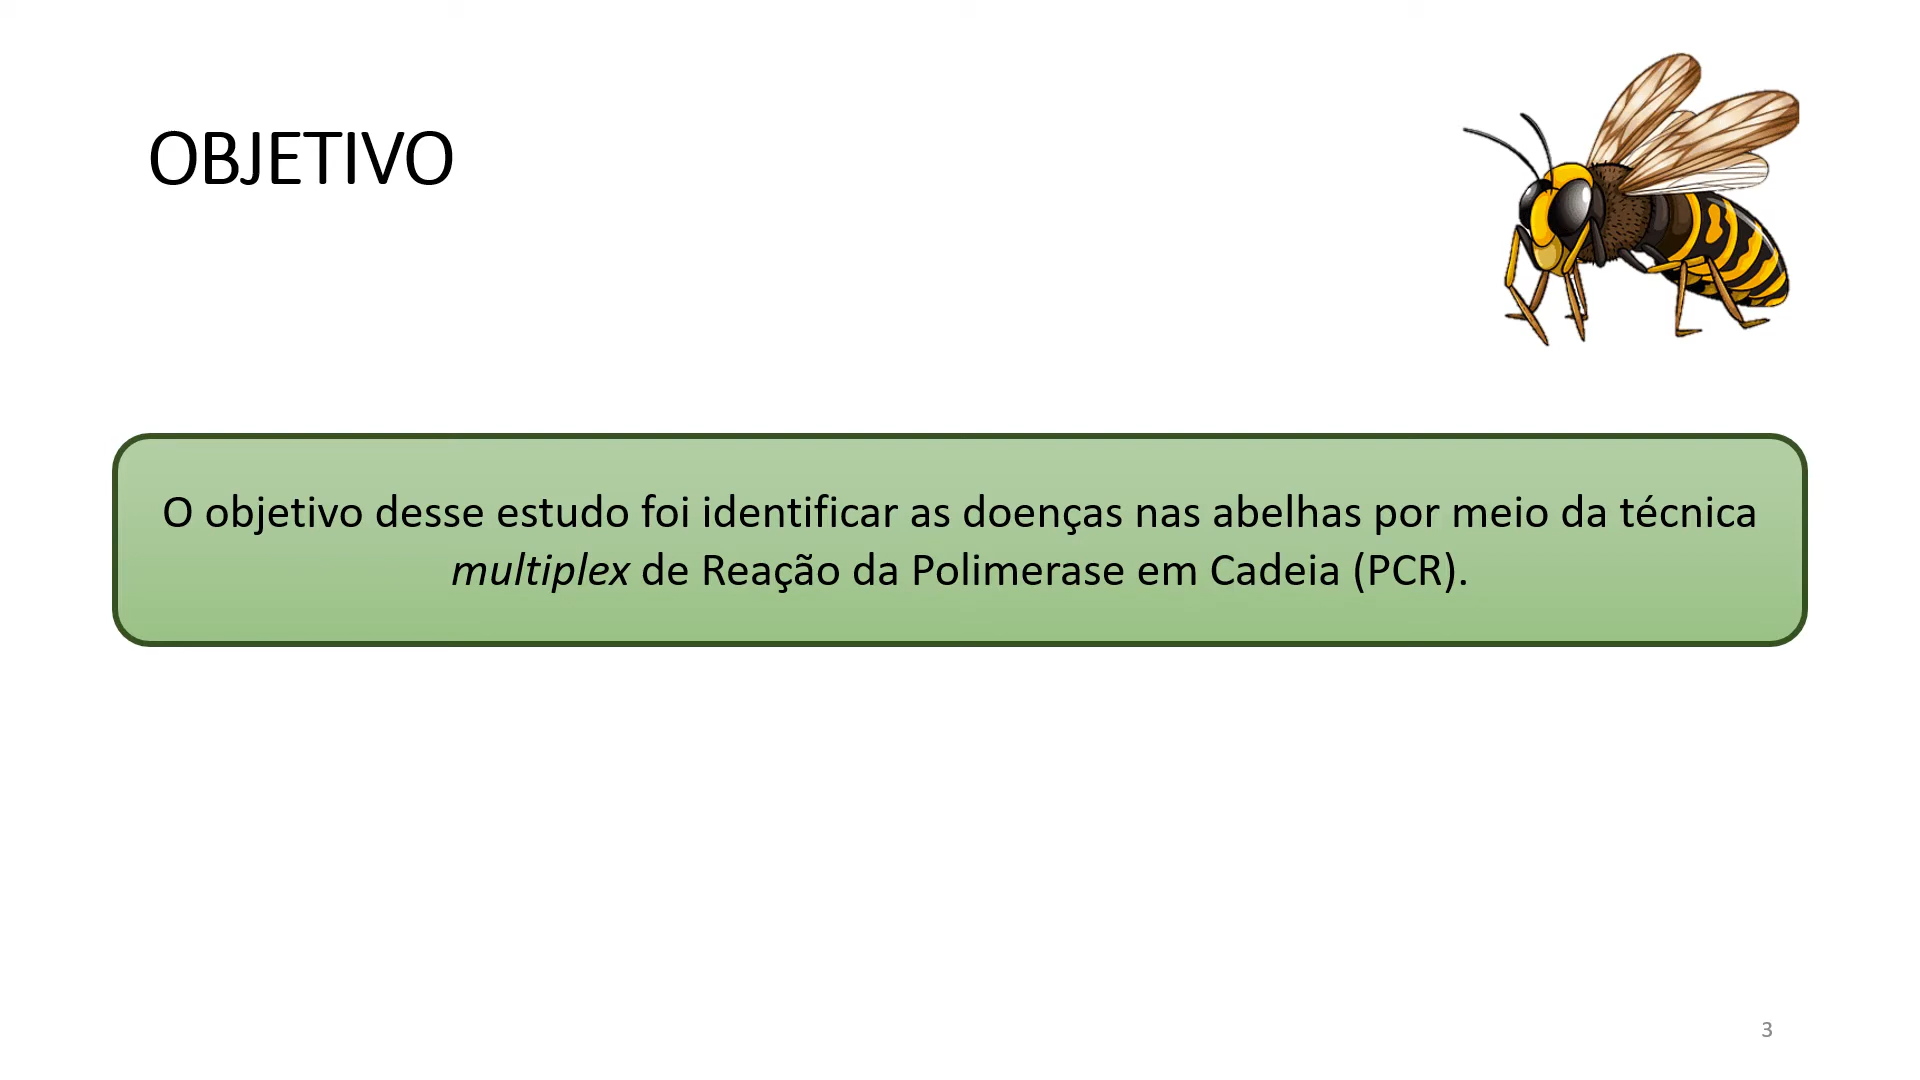 OBJETIVO
O objetivo desse estudo foi identificar as doenças nas abelhas por meio da técnica
multiplex de Reação da Polimerase em Cadeia (PCR).
3